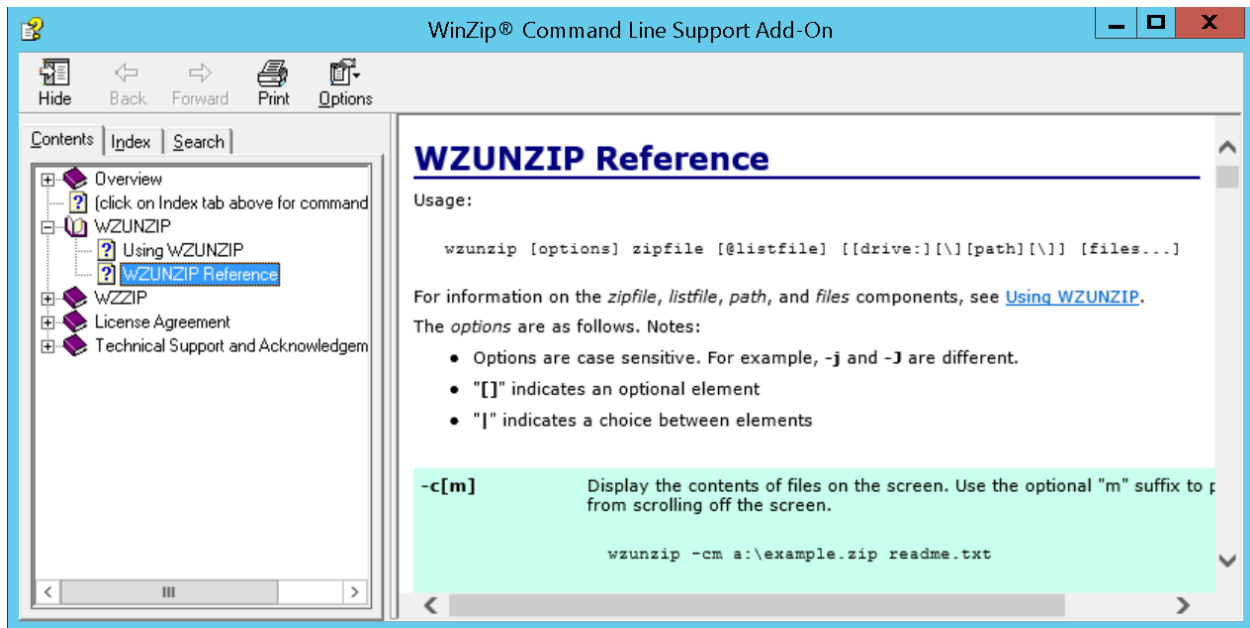 WinZip® Command Line Support Add-On
Hide Back Forward Print Options
Contents Index Search
Overview
(click on Index tab above for command
WZUNZIP
Using WZUNZIP
WZUNZIP Reference
WZZIP
License Agreement
Technical Support and Acknowledgem
WZUNZIP Reference
Usage:
wzunzip [options] zipfile [@listfile] [[drive:][\][path][\]] [files...]
For information on the zipfile, listfile, path, and files components, see Using WZUNZIP.
The options are as follows. Notes:
• Options are case sensitive. For example, -j and -J are different.
• "[]" indicates an optional element
• "|" indicates a choice between elements
-c[m] Display the contents of files on the screen. Use the optional "m" suffix to p
from scrolling off the screen.
wzunzip -cm a:\example.zip readme.txt